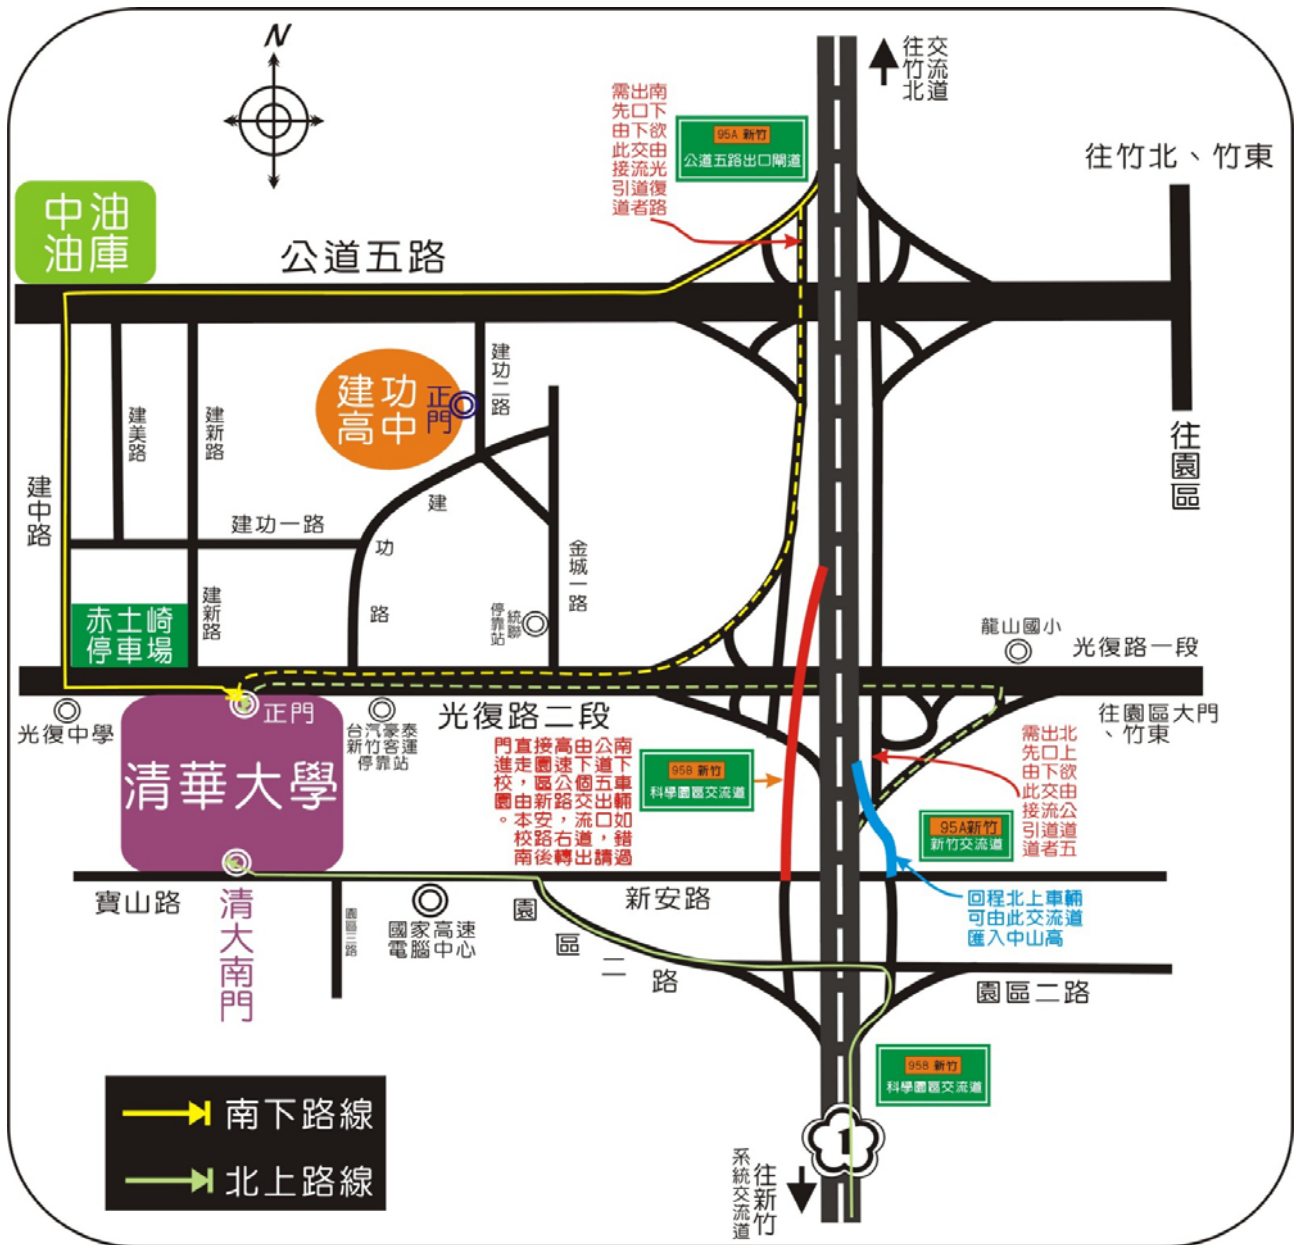 N
往竹北
交流道
南下欲由光復路
出口下交流道者
需先由此接引道
95A 新竹
公道五路出口閘道
往竹北、竹東
中油
油庫
公道五路
建功
高中
正門
建功二路
建美路
建新路
往園區
建中路
建功一路
建功路
金城一路
建新路
赤土崎
停車場
統聯
停靠站
龍山國小
光復路一段
正門
光復中學
台汽豪泰
新竹客運
停靠站
光復路二段
往園區大門
、竹東
清華大學
南下車輛如錯過
公道五出口，請
由下個交流道出
高速公路，右轉
接園區新安路後
直走，由本校南
門進校園。
95B 新竹
科學園區交流道
北上欲由公道五
出口下交流道者
需先由此接引道
95A新竹
新竹交流道
寶山路
清大南門
園區三路
國家高速
電腦中心
園區二路
新安路
回程北上車輛
可由此交流道
匯入中山高
園區二路
95B 新竹
科學園區交流道
南下路線
北上路線
1
往新竹
系統交流道